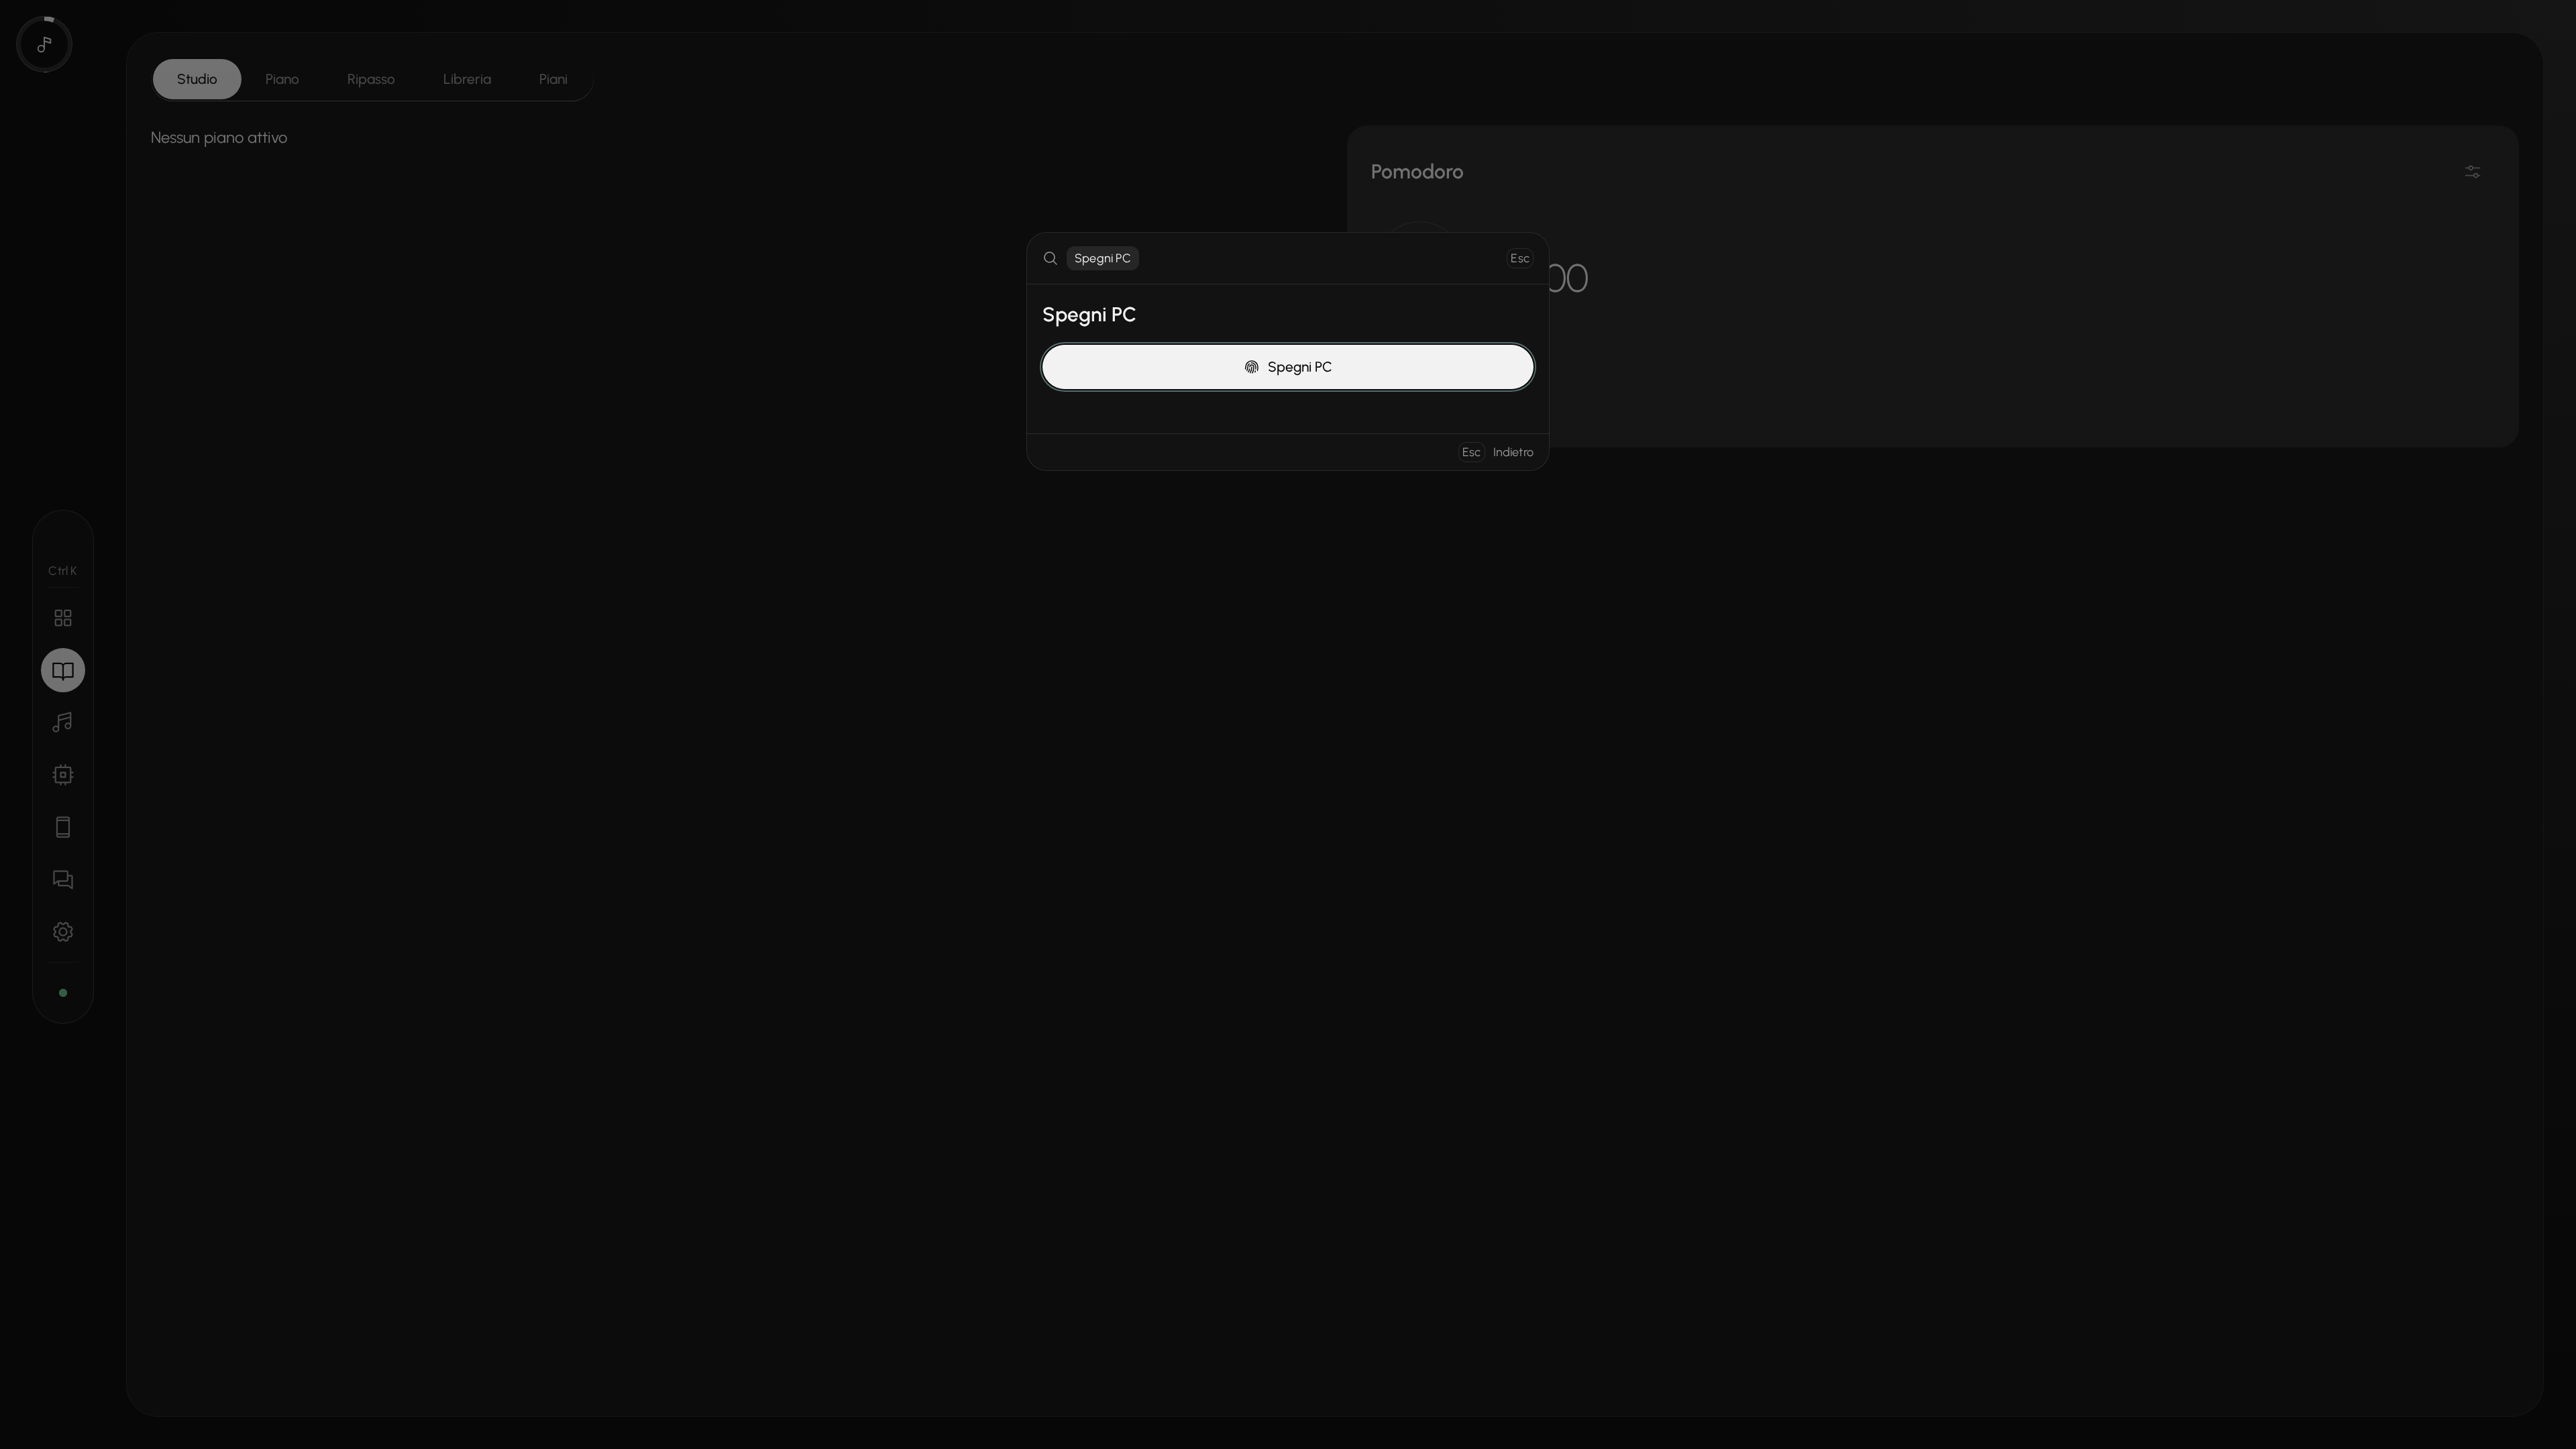 Studio
Piano
Ripasso
Libreria
Piani
Nessun piano attivo
Pomodoro
Spegni PC
Esc
00
Spegni PC
Spegni PC
Esc
Indietro
Ctrl K